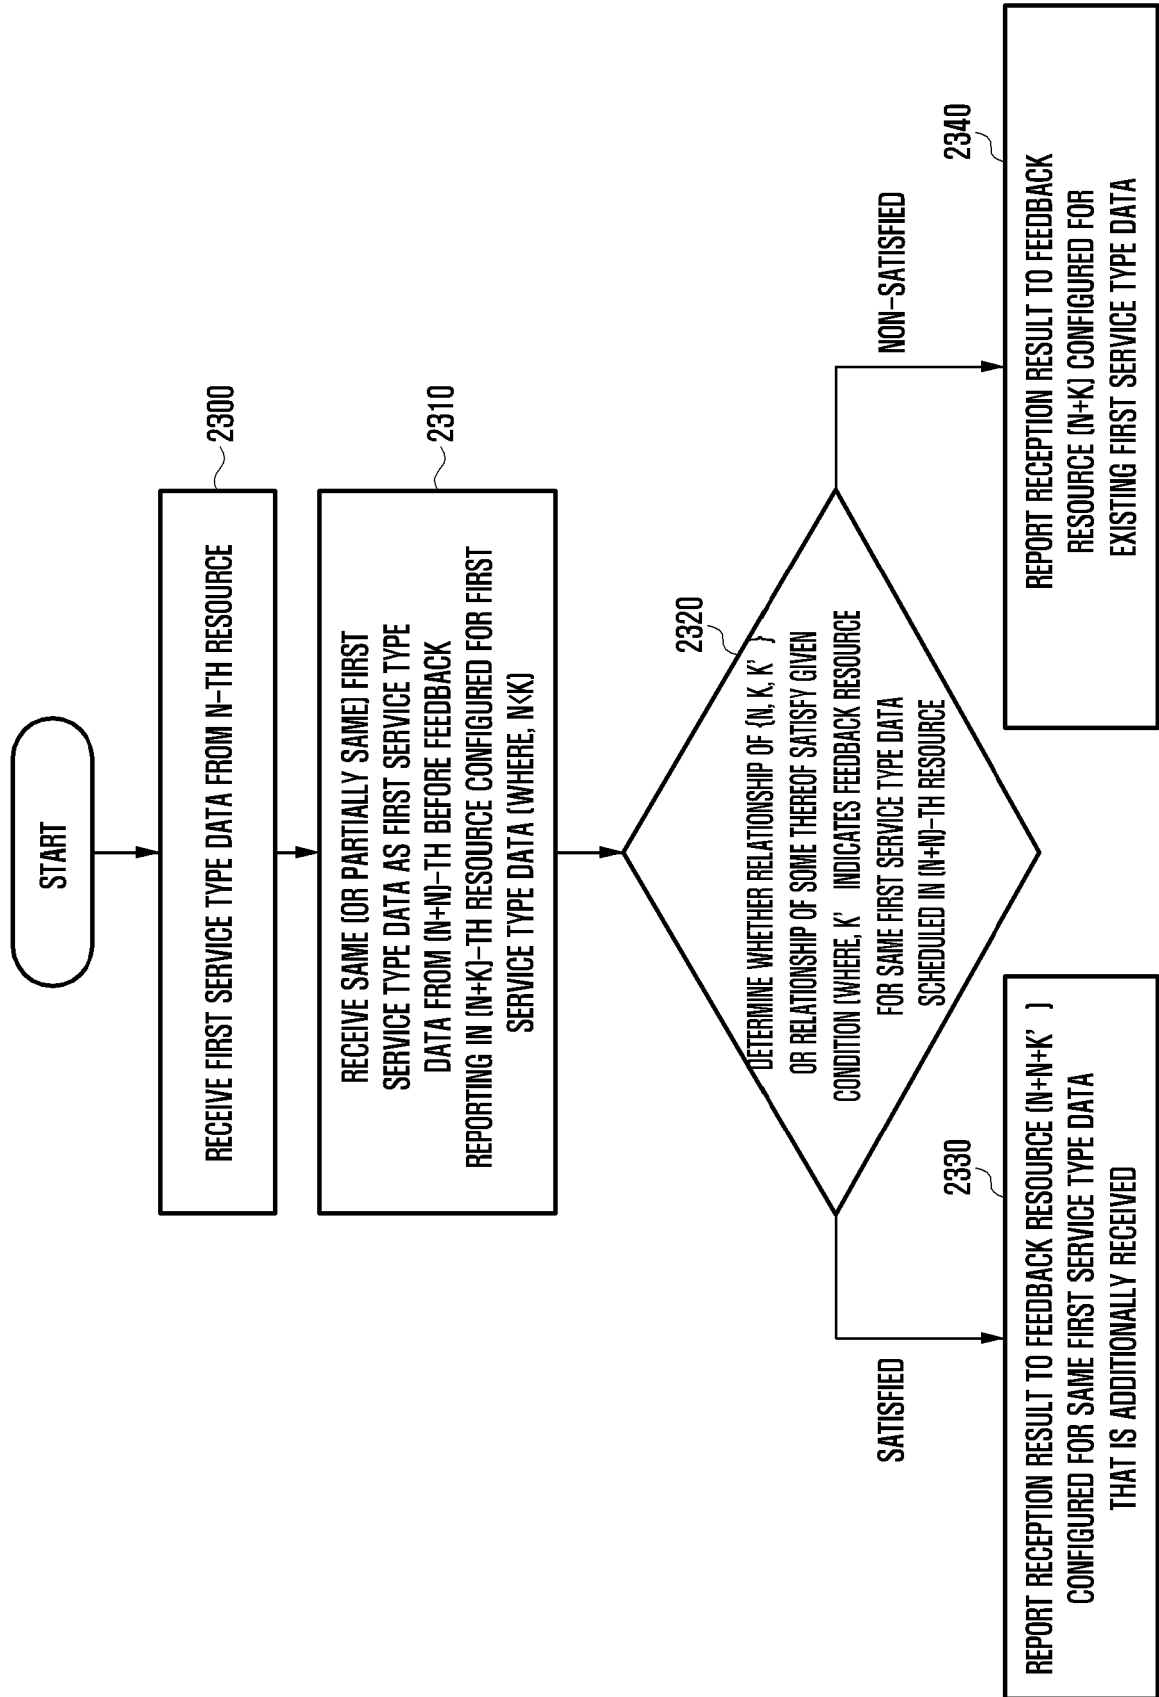 START
RECEIVE FIRST SERVICE TYPE DATA FROM N-TH RESOURCE
2300
RECEIVE SAME (OR PARTIALLY SAME) FIRST
SERVICE TYPE DATA AS FIRST SERVICE TYPE
DATA FROM (N+N)-TH BEFORE FEEDBACK
REPORTING IN (N+K)-TH RESOURCE CONFIGURED FOR FIRST
SERVICE TYPE DATA (WHERE, N<K)
2310
DETERMINE WHETHER RELATIONSHIP OF {N, K, K' }
OR RELATIONSHIP OF SOME THEREOF SATISFY GIVEN
CONDITION (WHERE, K' INDICATES FEEDBACK RESOURCE
FOR SAME FIRST SERVICE TYPE DATA
SCHEDULED IN (N+N)-TH RESOURCE
2320
SATISFIED
NON-SATISFIED
REPORT RECEPTION RESULT TO FEEDBACK RESOURCE (N+N+K' )
CONFIGURED FOR SAME FIRST SERVICE TYPE DATA
THAT IS ADDITIONALLY RECEIVED
2330
REPORT RECEPTION RESULT TO FEEDBACK
RESOURCE (N+K) CONFIGURED FOR
EXISTING FIRST SERVICE TYPE DATA
2340